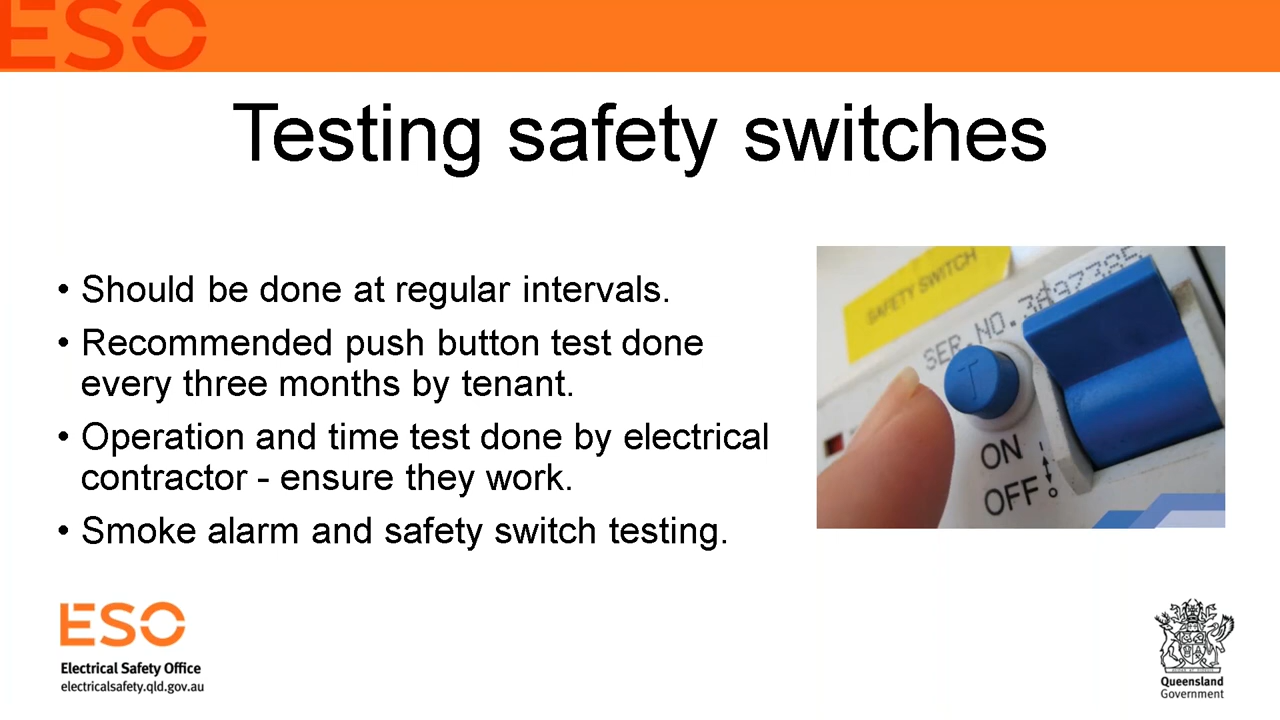 ESO
Testing safety switches
• Should be done at regular intervals.
• Recommended push button test done
every three months by tenant.
• Operation and time test done by electrical
contractor - ensure they work.
• Smoke alarm and safety switch testing.
SAFETY SWITCH
SER-NO.3497385
T
ON
OFF
ESO
Electrical Safety Office
electricalsafety.qld.gov.au
Queensland
Government